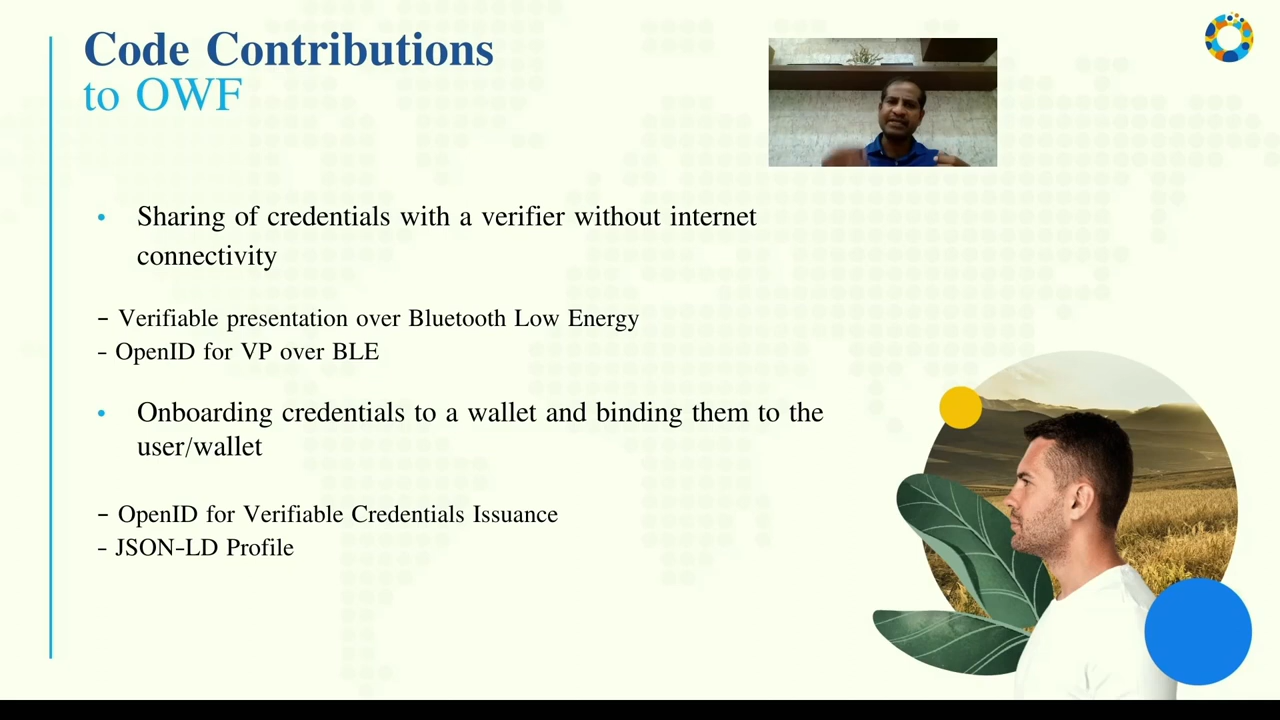 Code Contributions
to OWF
• Sharing of credentials with a verifier without internet
connectivity
– Verifiable presentation over Bluetooth Low Energy
– OpenID for VP over BLE
• Onboarding credentials to a wallet and binding them to the
user/wallet
– OpenID for Verifiable Credentials Issuance
– JSON-LD Profile